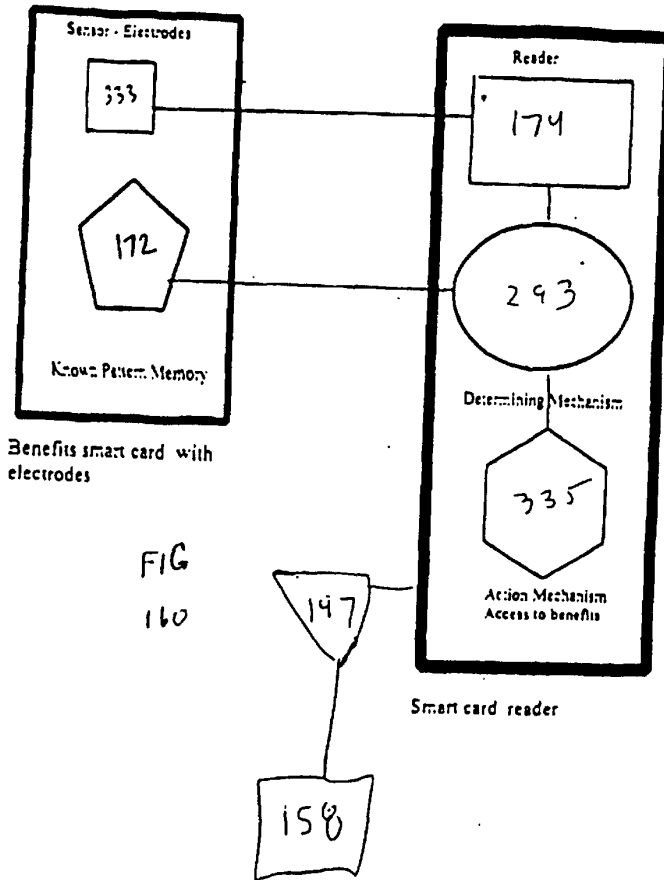 Sensor - Electrodes
333
172
Known Pattern Memory
Benefits smart card with
electrodes
Reader
174
293
Determining Mechanism
335
Action Mechanism
Access to benefits
Smart card reader
FIG
160
147
158